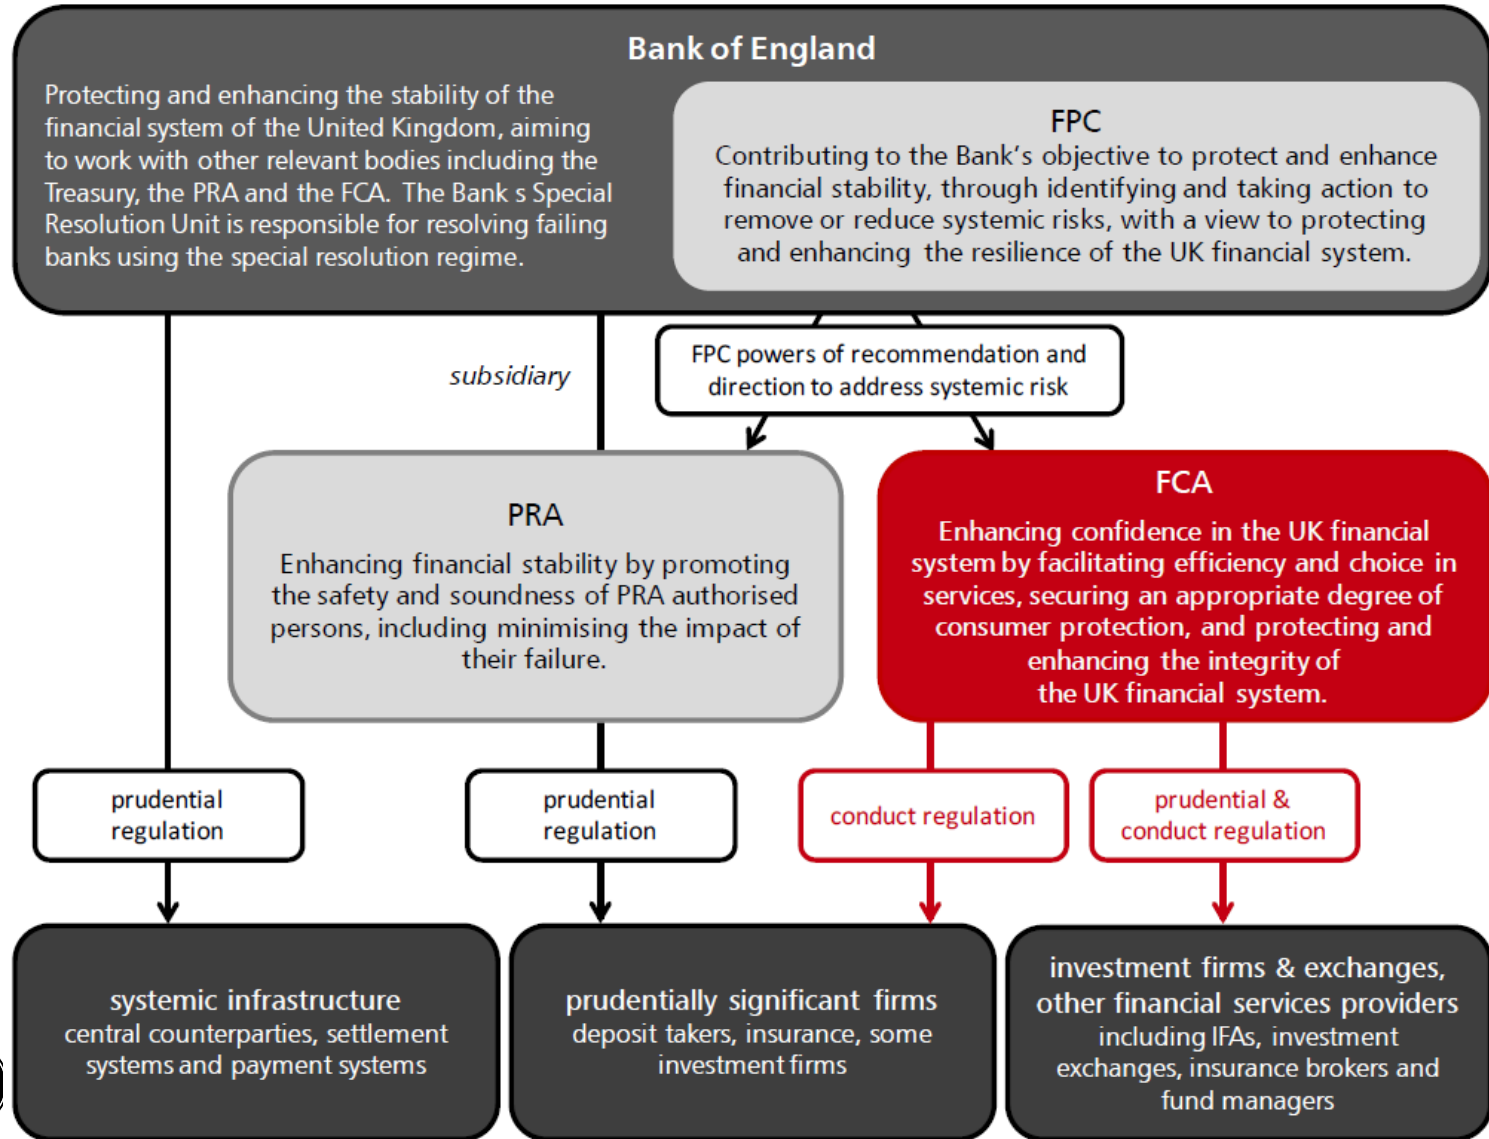 Bank of England
Protecting and enhancing the stability of the
financial system of the United Kingdom, aiming
to work with other relevant bodies including the
Treasury, the PRA and the FCA. The Bank s Special
Resolution Unit is responsible for resolving failing
banks using the special resolution regime.
FPC
Contributing to the Bank's objective to protect and enhance
financial stability, through identifying and taking action to
remove or reduce systemic risks, with a view to protecting
and enhancing the resilience of the UK financial system.
subsidiary
FPC powers of recommendation and
direction to address systemic risk
PRA
Enhancing financial stability by promoting
the safety and soundness of PRA authorised
persons, including minimising the impact of
their failure.
FCA
Enhancing confidence in the UK financial
system by facilitating efficiency and choice in
services, securing an appropriate degree of
consumer protection, and protecting and
enhancing the integrity of
the UK financial system.
prudential
regulation
prudential
regulation
conduct regulation
prudential &
conduct regulation
systemic infrastructure
central counterparties, settlement
systems and payment systems
prudentially significant firms
deposit takers, insurance, some
investment firms
investment firms & exchanges,
other financial services providers
including IFAs, investment
exchanges, insurance brokers and
fund managers